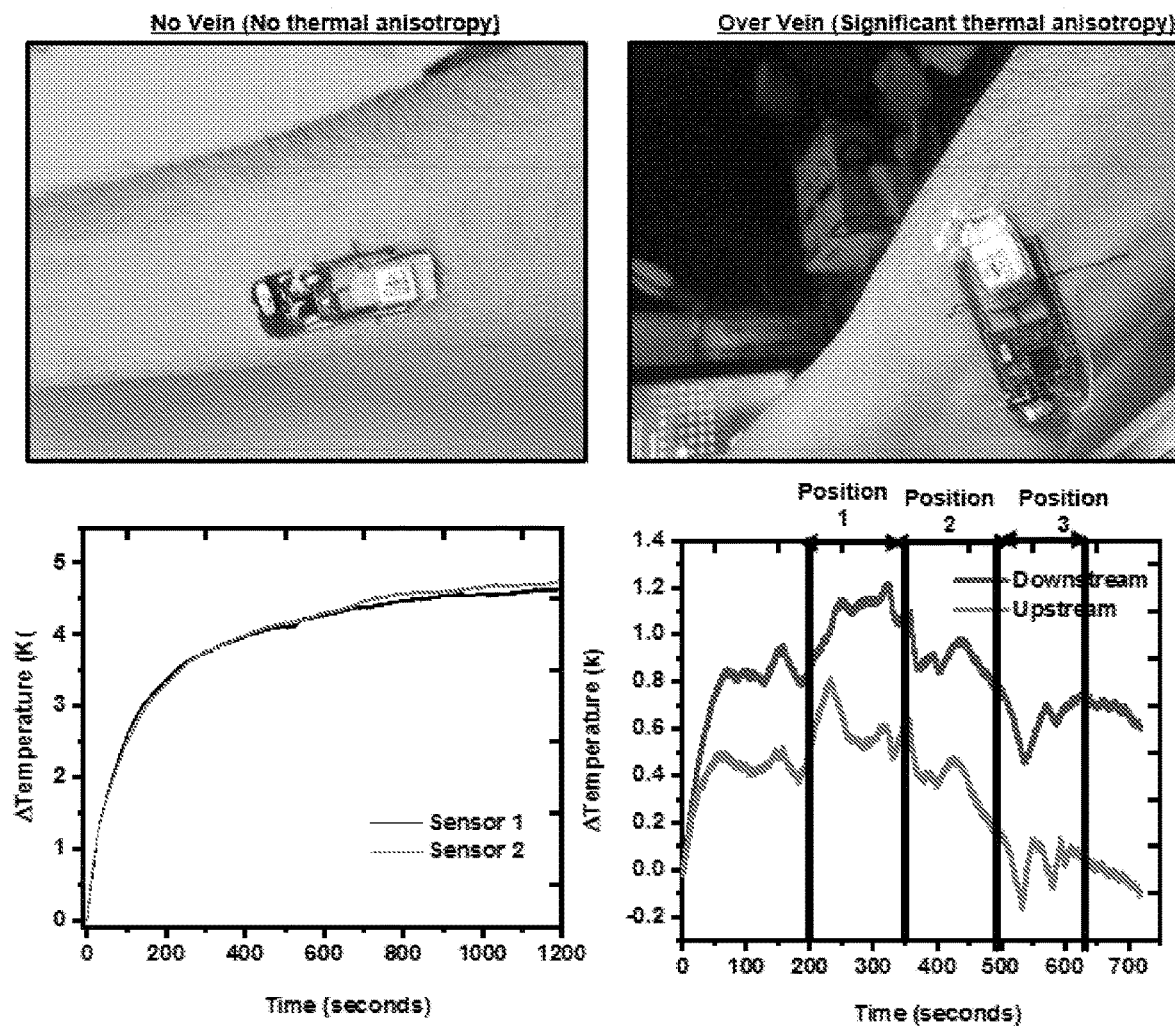 No Vein (No thermal anisotropy)
Over Vein (Significant thermal anisotropy)
5
4
3
2
1
0
ΔTemperature (K(
Sensor 1
Sensor 2
0
200
400
600
800
1000
1200
Time (seconds)
Position
1
Position
2
Position
3
1.4
1.2
1.0
0.8
0.6
0.4
0.2
0.0
-0.2
ΔTemperature (K)
Downstream
Upstream
0
100
200
300
400
500
600
700
Time (seconds)